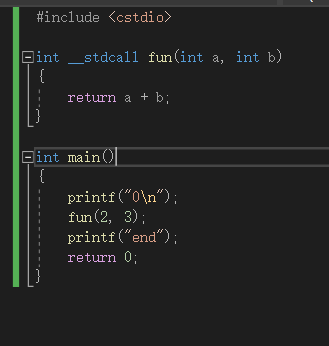 #include <cstdio>
int __stdcall fun(int a, int b)
{
return a + b;
}
int main()
{
printf("0\n");
fun(2, 3);
printf("end");
return 0;
}